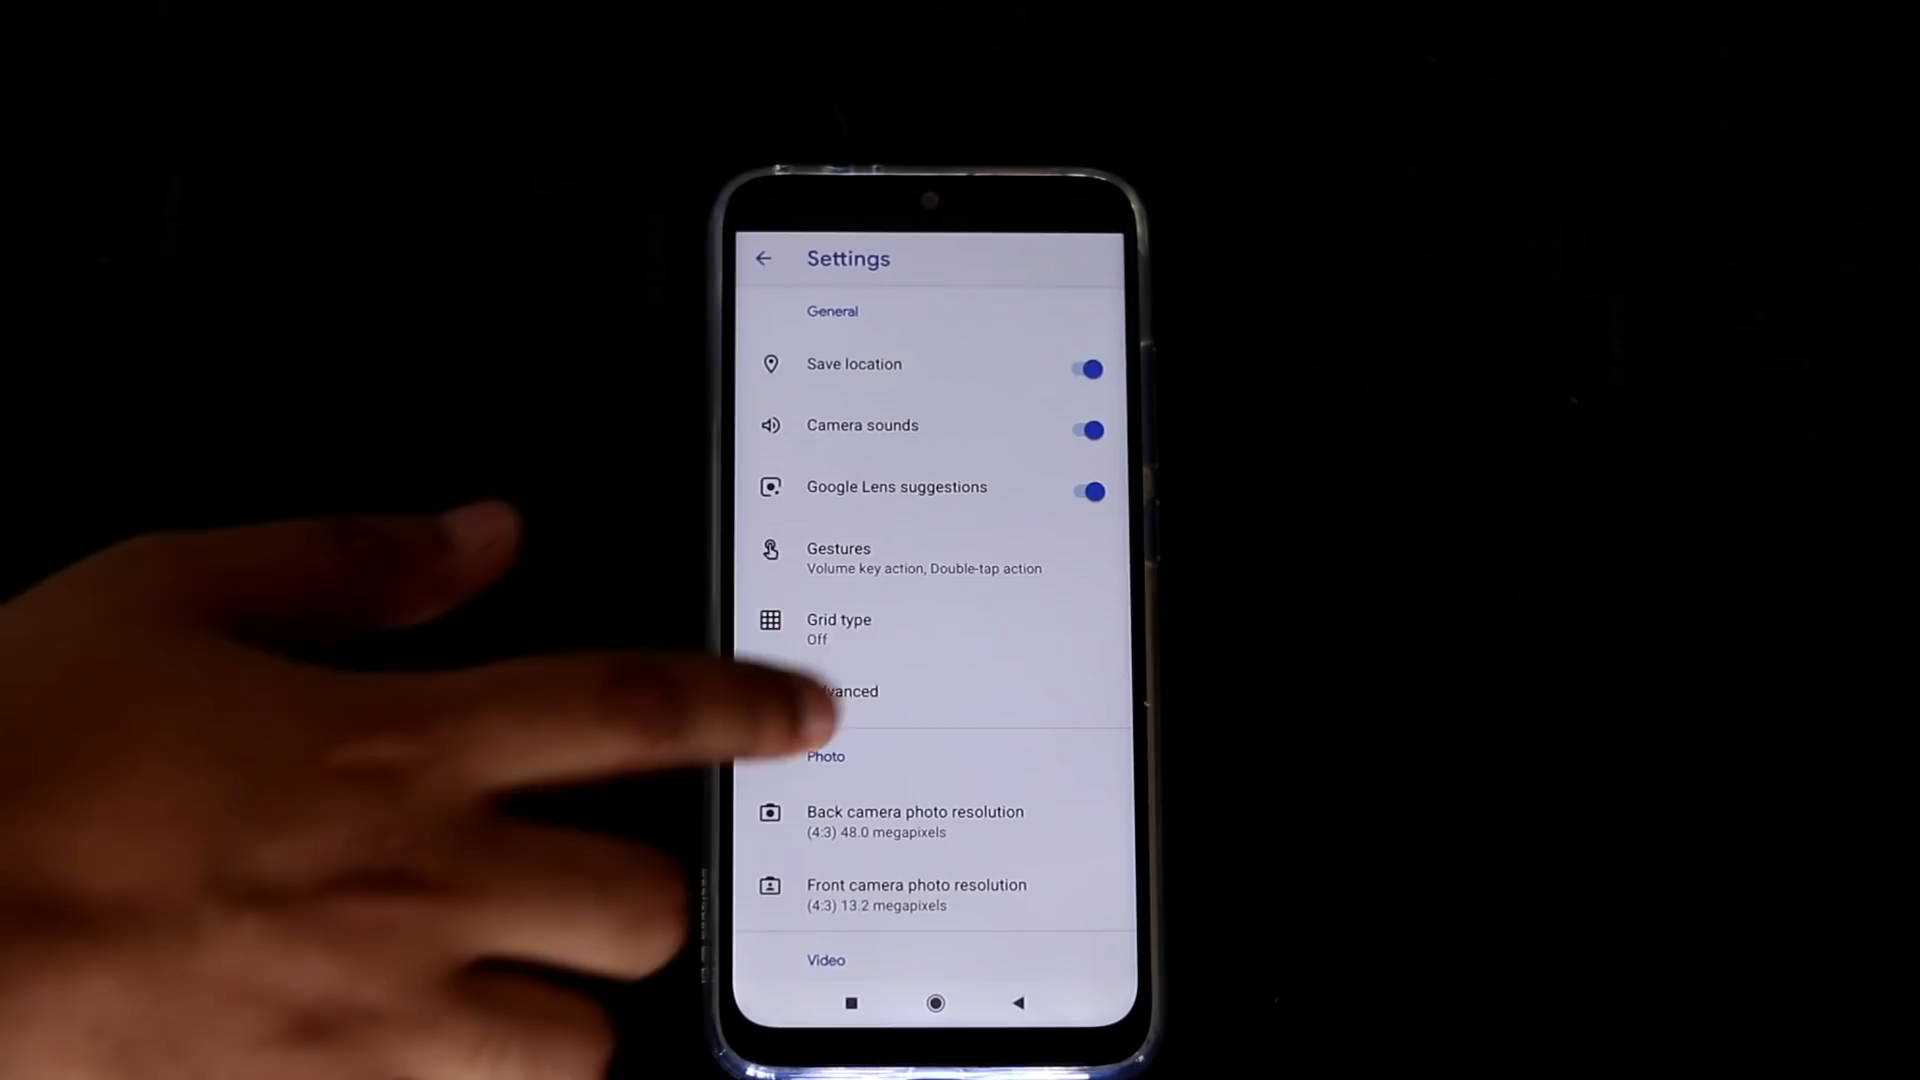 Settings
General
Save location
Camera sounds
Google Lens suggestions
Gestures
Volume key action, Double-tap action
Grid type
Off
Photo
Back camera photo resolution
(4:3) 48.0 megapixels
Front camera photo resolution
(4:3) 13.2 megapixels
Video